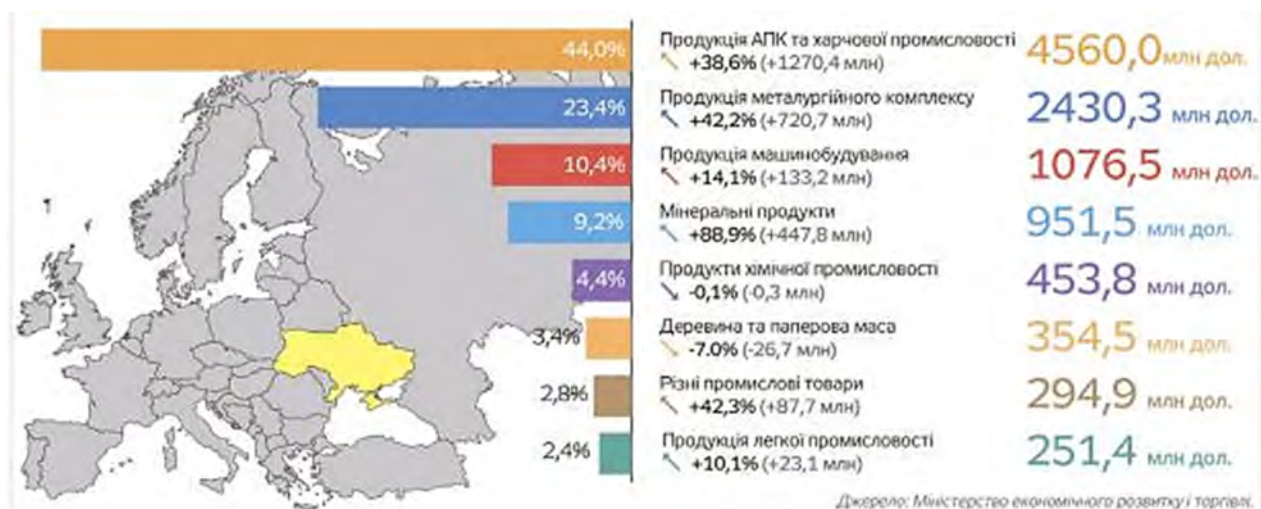 44,0%
Продукція АПК та харчової промисловості
+38,6% (+1270,4 млн)
4560,0 млн дол.
23,4%
Продукція металургійного комплексу
+42,2% (+720,7 млн)
2430,3 млн дол.
10,4%
Продукція машинобудування
+14,1% (+133,2 млн)
1076,5 млн дол.
9,2%
Мінеральні продукти
+88,9% (+447,8 млн)
951,5 млн дол.
4,4%
Продукти хімічної промисловості
-0,1% (-0,3 млн)
453,8 млн дол.
3,4%
Деревина та паперова маса
-7.0% (-26,7 млн)
354,5 млн дол.
2,8%
Різні промислові товари
+42,3% (+87,7 млн)
294,9 млн дол.
2,4%
Продукція легкої промисловості
+10,1% (+23,1 млн)
251,4 млн дол.
Джерело: Міністерство економічного розвитку і торгівлі.